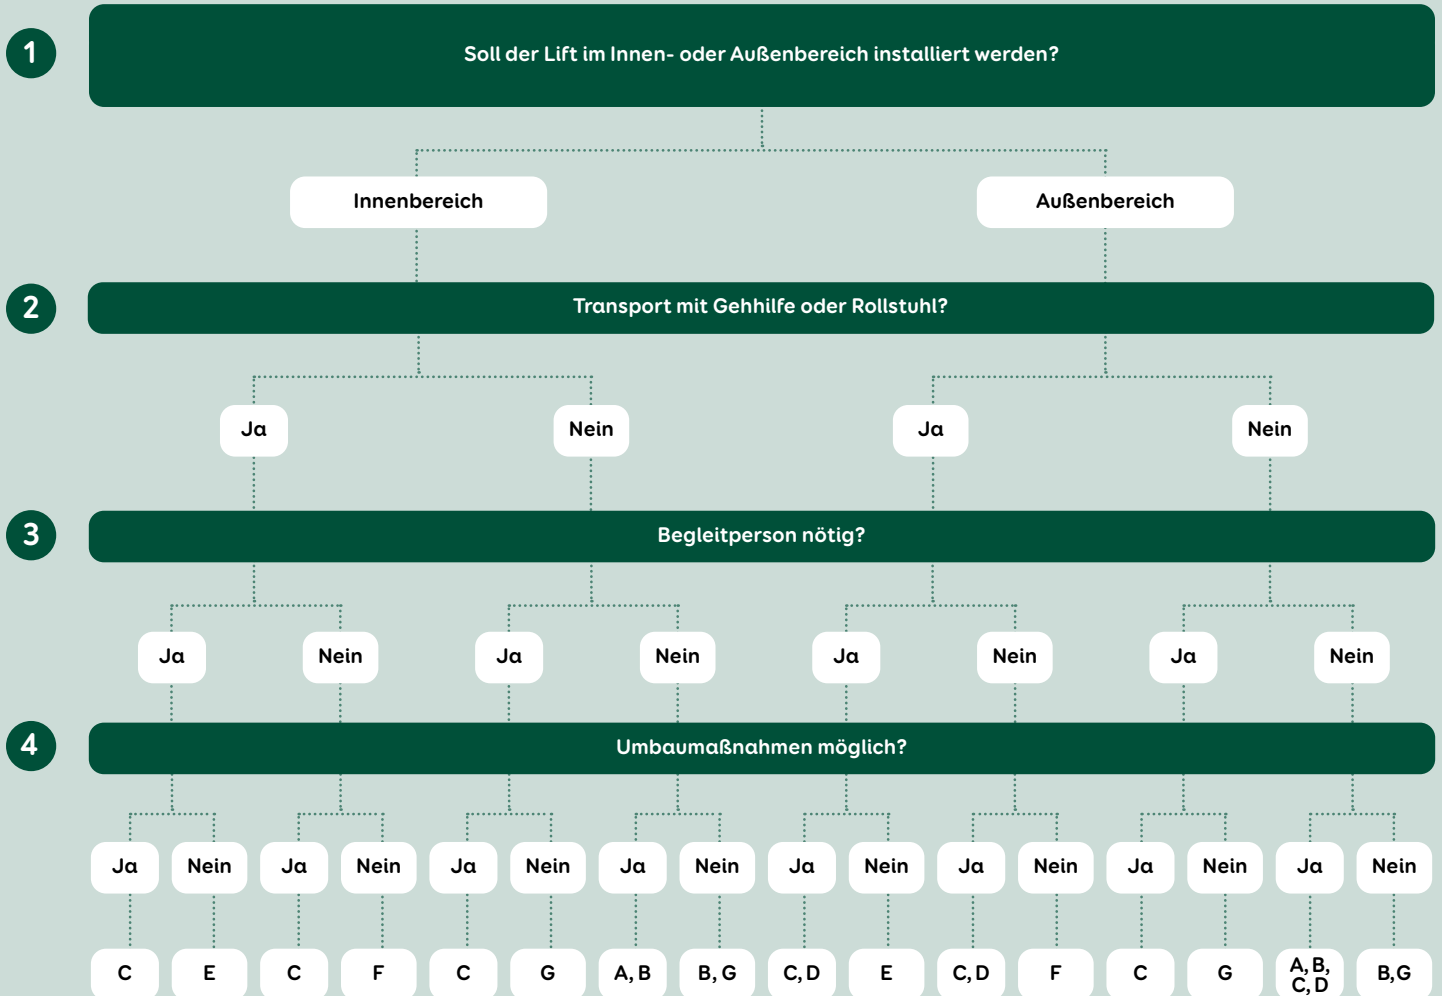 1
Soll der Lift im Innen- oder Außenbereich installiert werden?
Innenbereich
Außenbereich
2
Transport mit Gehhilfe oder Rollstuhl?
Ja
Nein
Ja
Nein
3
Begleitperson nötig?
Ja
Nein
Ja
Nein
Ja
Nein
Ja
Nein
4
Umbaumaßnahmen möglich?
Ja
Nein
Ja
Nein
Ja
Nein
Ja
Nein
Ja
Nein
Ja
Nein
Ja
Nein
Ja
Nein
C
E
C
F
C
G
A, B
B, G
C, D
E
C, D
F
C
G
A, B,
C, D
B,G